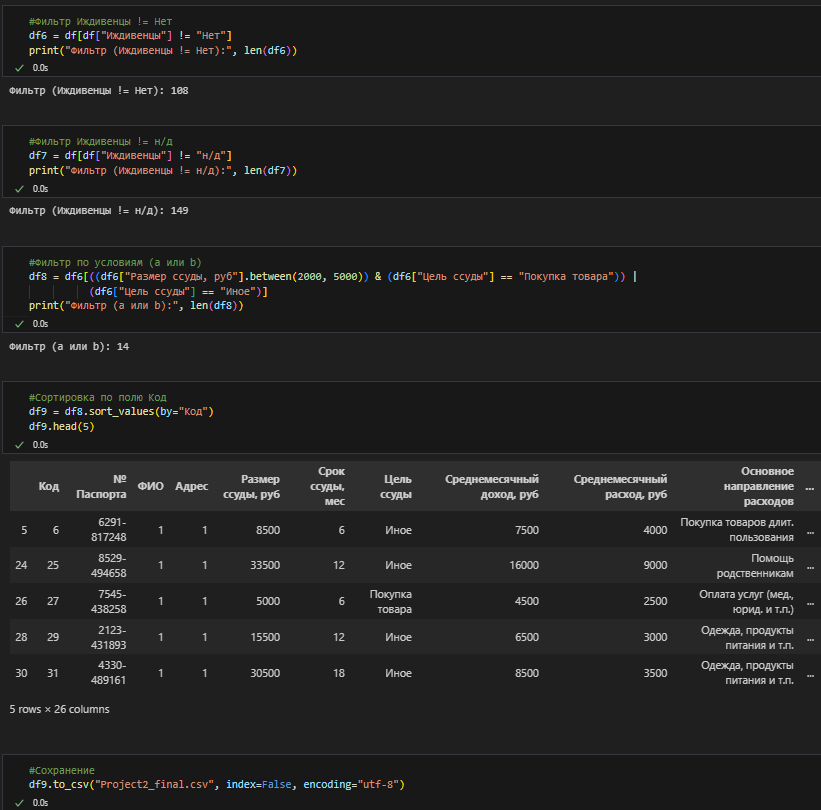 #Фильтр Иждивенцы != Нет
df6 = df[df["Иждивенцы"] != "Нет"]
print("Фильтр (Иждивенцы != Нет):", len(df6))
0.0s
Фильтр (Иждивенцы != Нет): 108
#Фильтр Иждивенцы != н/д
df7 = df[df["Иждивенцы"] != "н/д"]
print("Фильтр (Иждивенцы != н/д):", len(df7))
0.0s
Фильтр (Иждивенцы != н/д): 149
#Фильтр по условиям (a или b)
df8 = df6[((df6["Размер ссуды, руб"].between(2000, 5000)) & (df6["Цель ссуды"] == "Покупка товара")) |
(df6["Цель ссуды"] == "Иное")]
print("Фильтр (a или b):", len(df8))
0.0s
Фильтр (a или b): 14
#Сортировка по полю Код
df9 = df8.sort_values(by="Код")
df9.head(5)
0.0s
Код № Паспорта ФИО Адрес Размер ссуды, руб Срок ссуды, мес Цель ссуды Среднемесячный доход, руб Среднемесячный расход, руб Основное направление расходов ...
5 6 6291-817248 1 1 8500 6 Иное 7500 4000 Покупка товаров длит. пользования ...
24 25 8529-494658 1 1 33500 12 Иное 16000 9000 Помощь родственникам ...
26 27 7545-438258 1 1 5000 6 Покупка товара 4500 2500 Оплата услуг (мед., юрид. и т.п.) ...
28 29 2123-431893 1 1 15500 12 Иное 6500 3000 Одежда, продукты питания и т.п. ...
30 31 4330-489161 1 1 30500 18 Иное 8500 3500 Одежда, продукты питания и т.п. ...
5 rows × 26 columns
#Сохранение
df9.to_csv("Project2_final.csv", index=False, encoding="utf-8")
0.0s